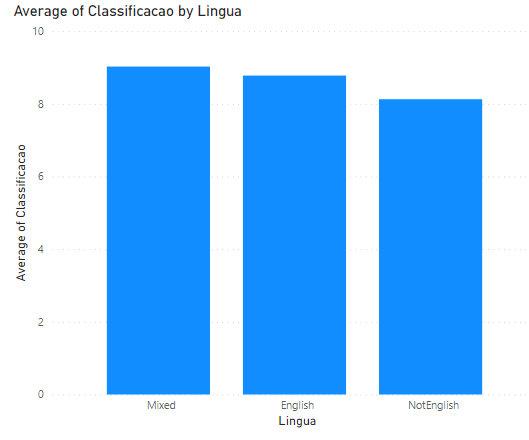 Average of Classificacao by Lingua
10
8
6
4
2
0
Average of Classificacao
Mixed English NotEnglish
Lingua